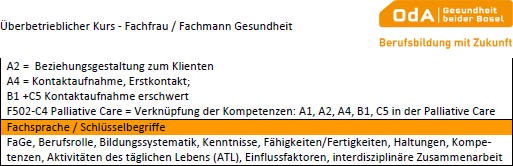 OdA Gesundheit
beider Basel
Überbetrieblicher Kurs - Fachfrau / Fachmann Gesundheit
Berufsbildung mit Zukunft
A2 = Beziehungsgestaltung zum Klienten
A4 = Kontaktaufnahme, Erstkontakt;
B1 +C5 Kontaktaufnahme erschwert
F502-C4 Palliative Care = Verknüpfung der Kompetenzen: A1, A2, A4, B1, C5 in der Palliative Care
Fachsprache / Schlüsselbegriffe
FaGe, Berufsrolle, Bildungssystematik, Kenntnisse, Fähigkeiten/Fertigkeiten, Haltungen, Kompe-
tenzen, Aktivitäten des täglichen Lebens (ATL), Einflussfaktoren, interdisziplinäre Zusammenarbeit